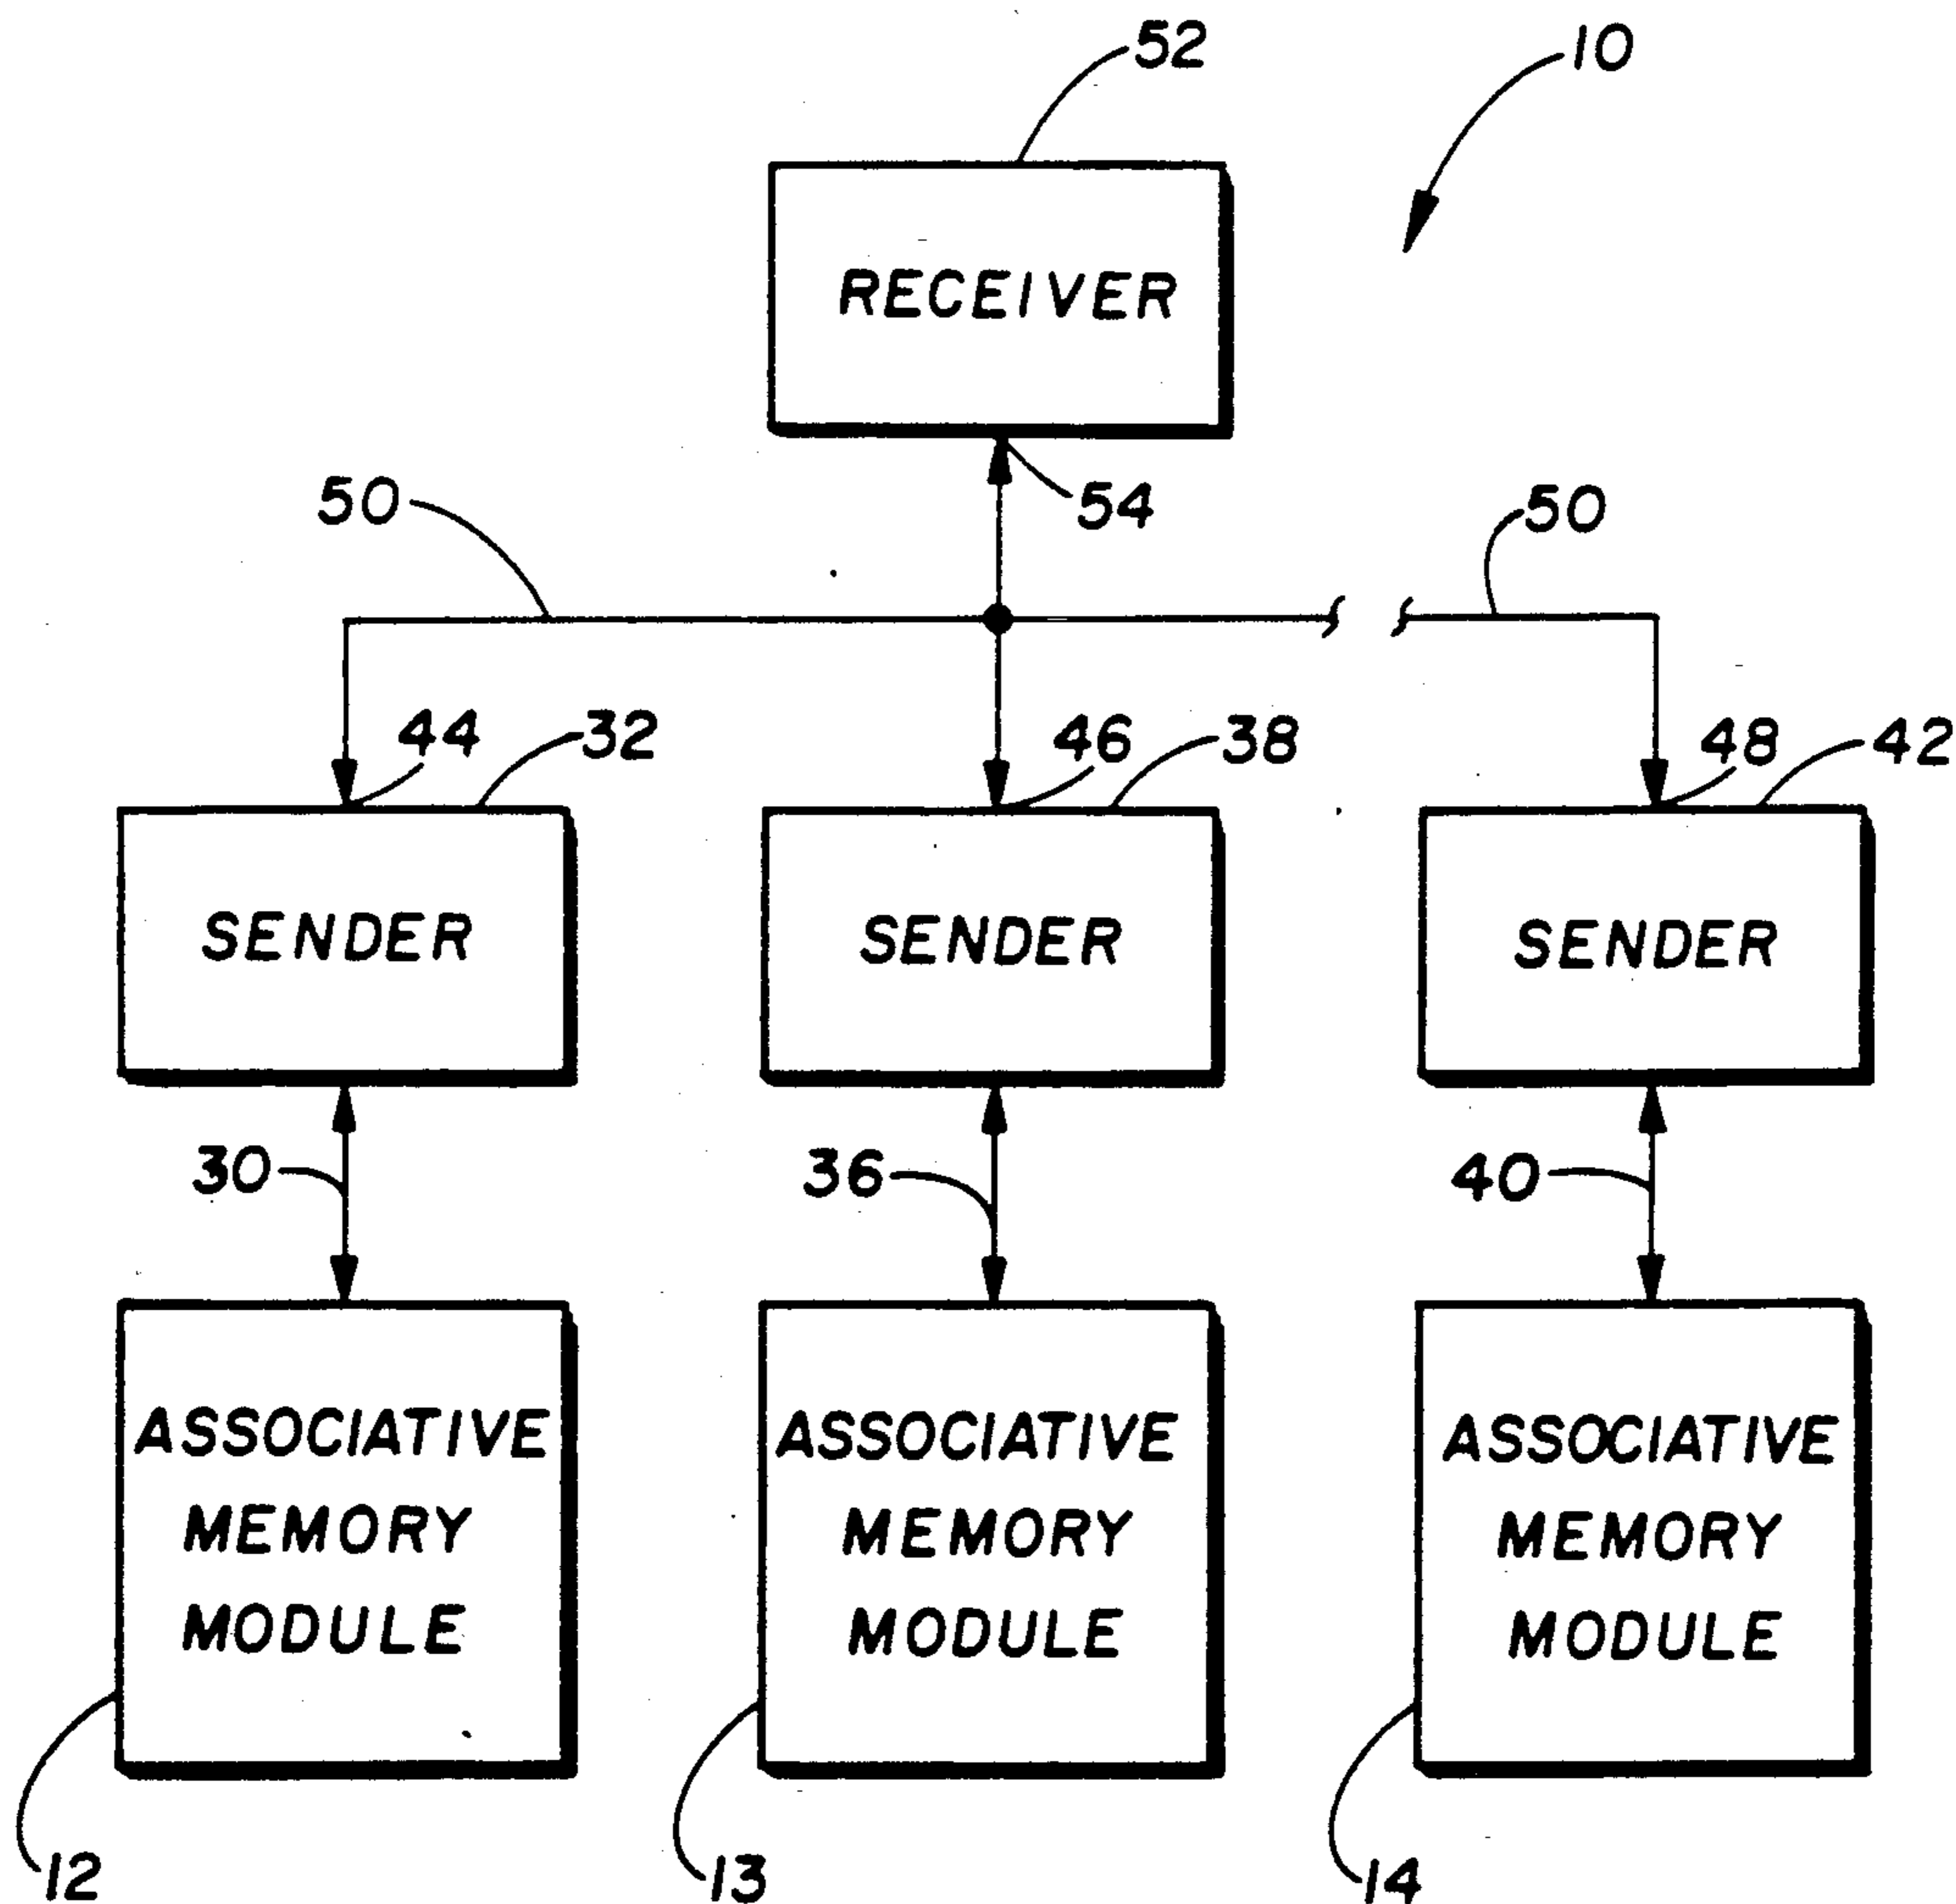 52
10
RECEIVER
50
54
50
44
32
46
38
48
42
SENDER
SENDER
SENDER
30
36
40
ASSOCIATIVE
MEMORY
MODULE
ASSOCIATIVE
MEMORY
MODULE
ASSOCIATIVE
MEMORY
MODULE
12
13
14